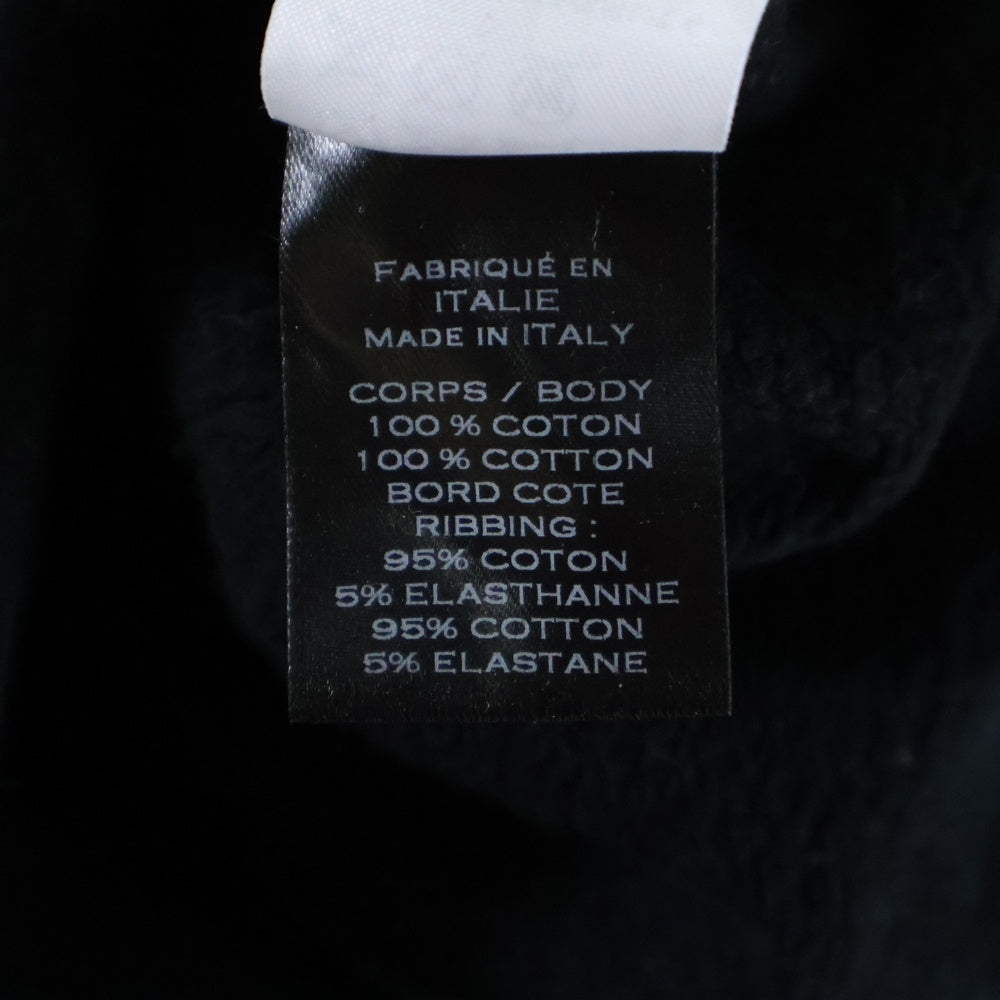 FABRIQUÉ EN
ITALIE
MADE IN ITALY
CORPS / BODY
100 % COTON
100 % COTTON
BORD COTE
RIBBING :
95% COTON
5% ELASTHANNE
95% COTTON
5% ELASTANE